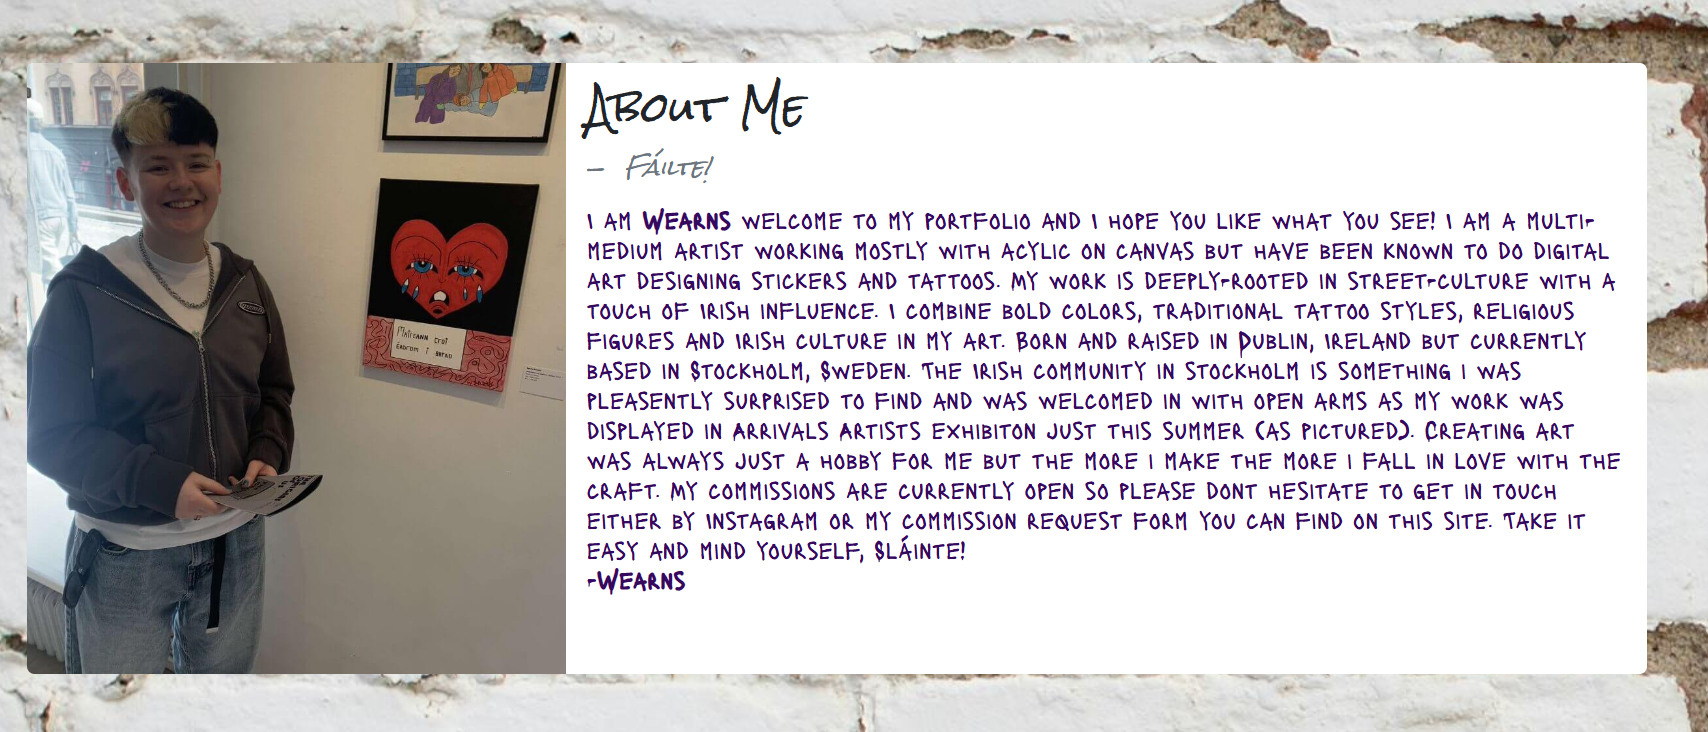 About Me
– Fáilte!
I am Wearns welcome to my portfolio and I hope you like what you see! I am a multi-
medium artist working mostly with acylic on canvas but have been known to do digital
art designing stickers and tattoos. My work is deeply-rooted in street-culture with a
touch of Irish influence. I combine bold colors, traditional tattoo styles, religious
figures and Irish culture in my art. Born and raised in Dublin, Ireland but currently
based in Stockholm, Sweden. The Irish community in Stockholm is something I was
pleasently surprised to find and was welcomed in with open arms as my work was
displayed in Arrivals Artists exhibiton just this summer (as pictured). Creating art
was always just a hobby for me but the more I make the more I fall in love with the
craft. My commissions are currently open so please dont hesitate to get in touch
either by instagram or my commission request form you can find on this site. Take it
easy and mind yourself, Sláinte!
-Wearns